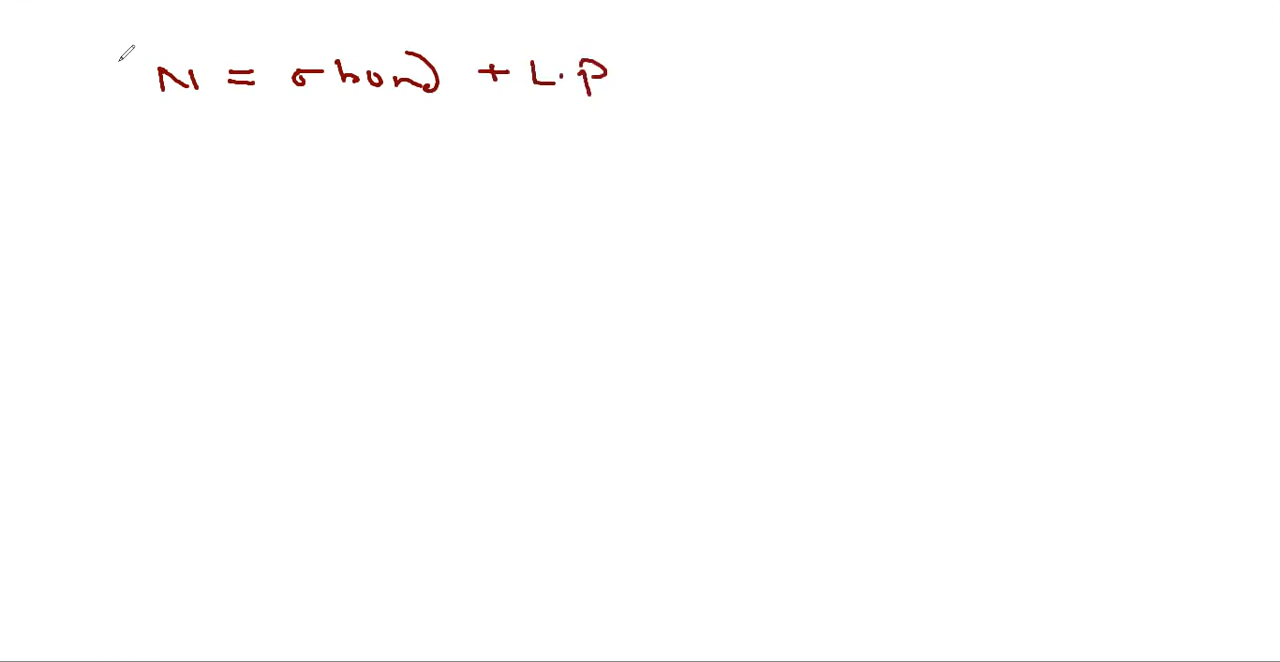 N = σ bond + L.P